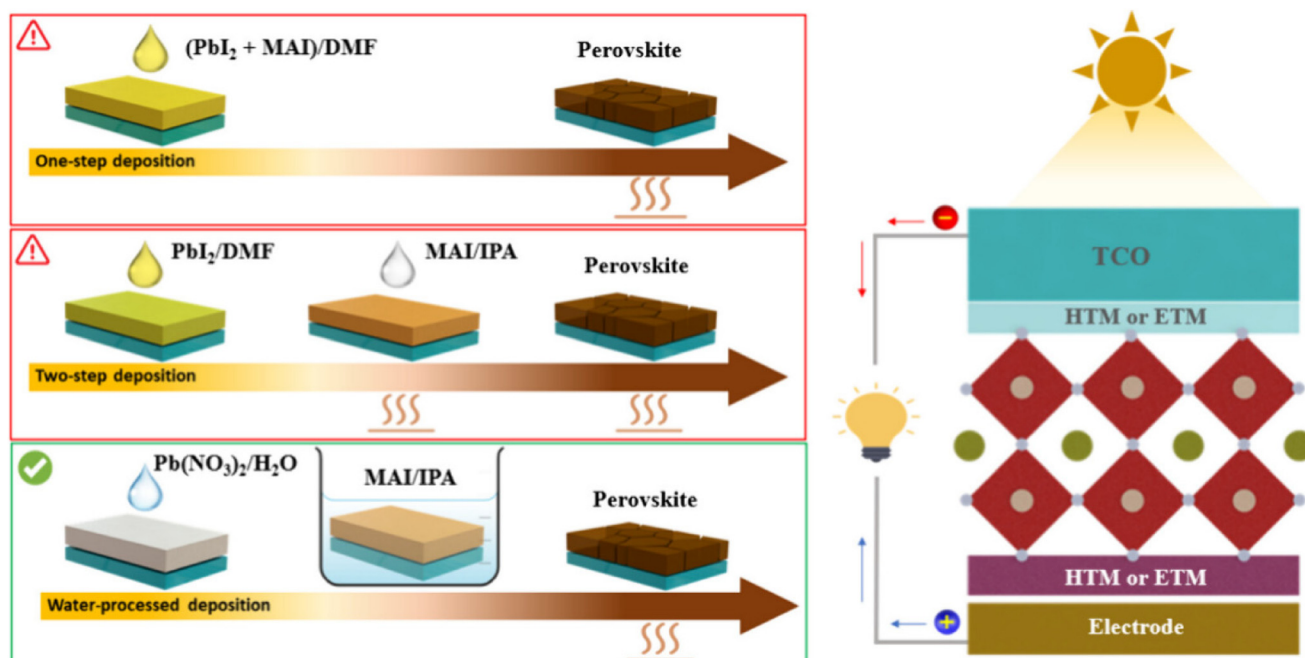 (PbI₂ + MAI)/DMF
Perovskite
One-step deposition
PbI₂/DMF
MAI/IPA
Perovskite
Two-step deposition
Pb(NO₃)₂/H₂O
MAI/IPA
Perovskite
Water-processed deposition
TCO
HTM or ETM
HTM or ETM
Electrode